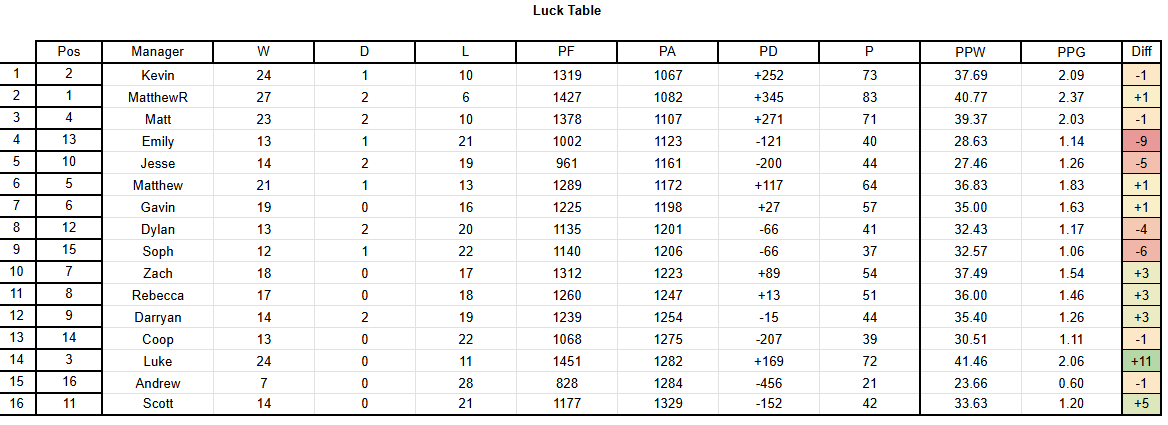 Luck Table
Pos Manager W D L PF PA PD P PPW PPG Diff
1 2 Kevin 24 1 10 1319 1067 +252 73 37.69 2.09 -1
2 1 MatthewR 27 2 6 1427 1082 +345 83 40.77 2.37 +1
3 4 Matt 23 2 10 1378 1107 +271 71 39.37 2.03 -1
4 13 Emily 13 1 21 1002 1123 -121 40 28.63 1.14 -9
5 10 Jesse 14 2 19 961 1161 -200 44 27.46 1.26 -5
6 5 Matthew 21 1 13 1289 1172 +117 64 36.83 1.83 +1
7 6 Gavin 19 0 16 1225 1198 +27 57 35.00 1.63 +1
8 12 Dylan 13 2 20 1135 1201 -66 41 32.43 1.17 -4
9 15 Soph 12 1 22 1140 1206 -66 37 32.57 1.06 -6
10 7 Zach 18 0 17 1312 1223 +89 54 37.49 1.54 +3
11 8 Rebecca 17 0 18 1260 1247 +13 51 36.00 1.46 +3
12 9 Darryan 14 2 19 1239 1254 -15 44 35.40 1.26 +3
13 14 Coop 13 0 22 1068 1275 -207 39 30.51 1.11 -1
14 3 Luke 24 0 11 1451 1282 +169 72 41.46 2.06 +11
15 16 Andrew 7 0 28 828 1284 -456 21 23.66 0.60 -1
16 11 Scott 14 0 21 1177 1329 -152 42 33.63 1.20 +5